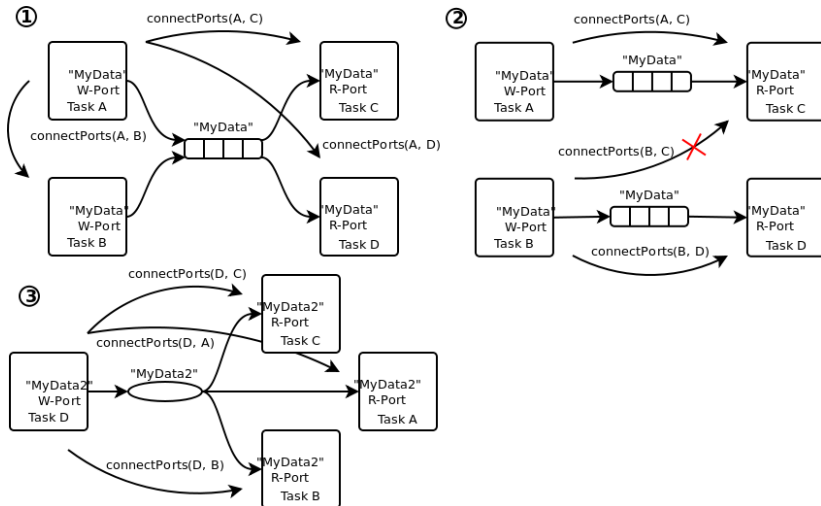 ①
connectPorts(A, C)
"MyData"
W-Port
Task A
"MyData"
R-Port
Task C
connectPorts(A, B)
"MyData"
connectPorts(A, D)
"MyData"
W-Port
Task B
"MyData"
R-Port
Task D
②
connectPorts(A, C)
"MyData"
W-Port
Task A
"MyData"
"MyData"
R-Port
Task C
connectPorts(B, C)
"MyData"
W-Port
Task B
"MyData"
"MyData"
R-Port
Task D
connectPorts(B, D)
③
connectPorts(D, C)
"MyData2"
R-Port
Task C
connectPorts(D, A)
"MyData2"
W-Port
Task D
"MyData2"
"MyData2"
R-Port
Task A
connectPorts(D, B)
"MyData2"
R-Port
Task B